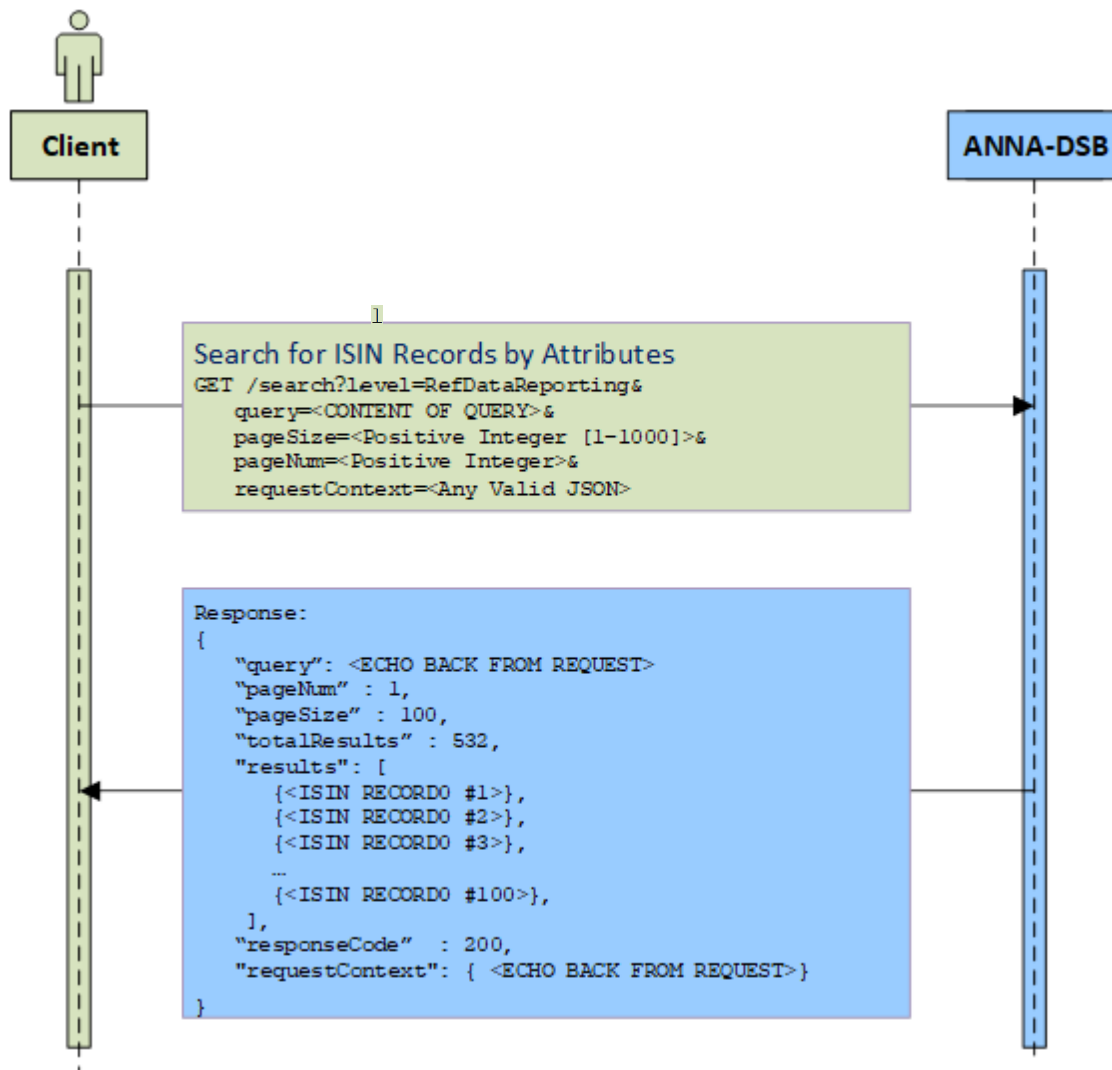 Client
ANNA-DSB
1
Search for ISIN Records by Attributes
GET /search?level=RefDataReporting&
query=<CONTENT OF QUERY>&
pageSize=<Positive Integer [1-1000]>&
pageNum=<Positive Integer>&
requestContext=<Any Valid JSON>
Response:
{
“query”: <ECHO BACK FROM REQUEST>
“pageNum” : 1,
“pageSize” : 100,
“totalResults” : 532,
"results": [
{<ISIN RECORD0 #1>},
{<ISIN RECORD0 #2>},
{<ISIN RECORD0 #3>},
…
{<ISIN RECORD0 #100>},
],
“responseCode” : 200,
"requestContext": { <ECHO BACK FROM REQUEST>}
}